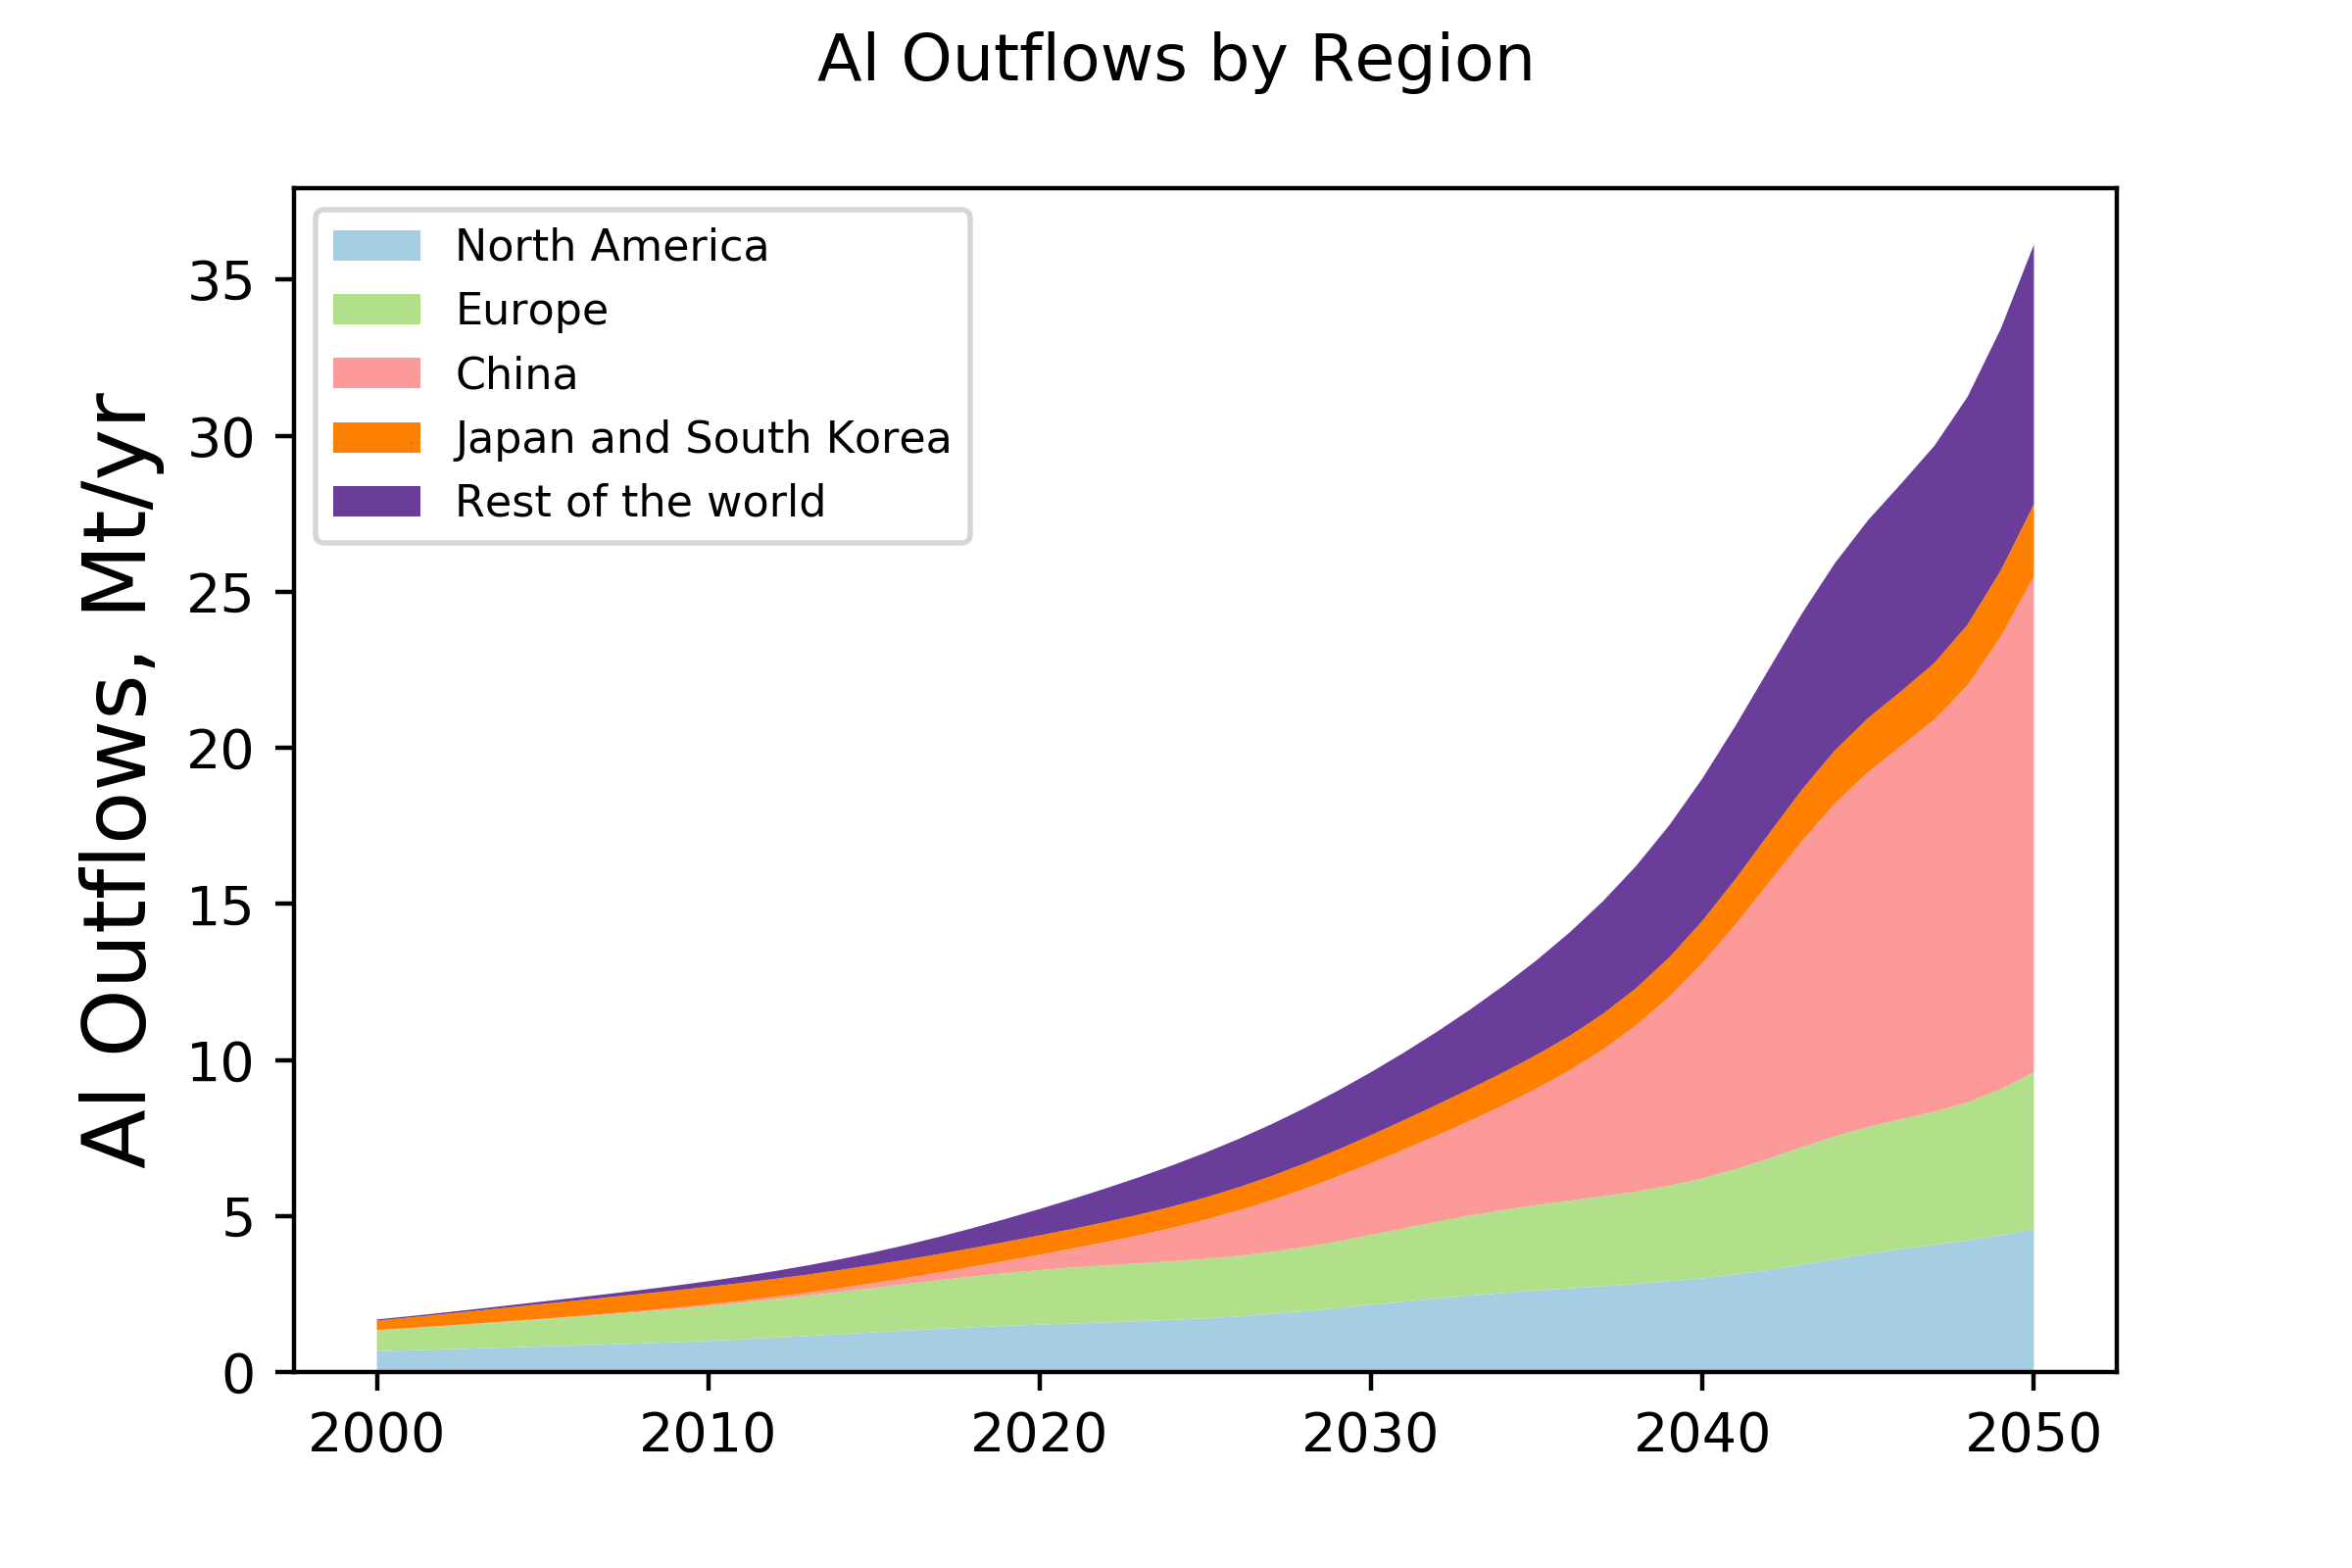 Al Outflows by Region
Al Outflows, Mt/yr
35
30
25
20
15
10
5
0
North America
Europe
China
Japan and South Korea
Rest of the world
2000
2010
2020
2030
2040
2050